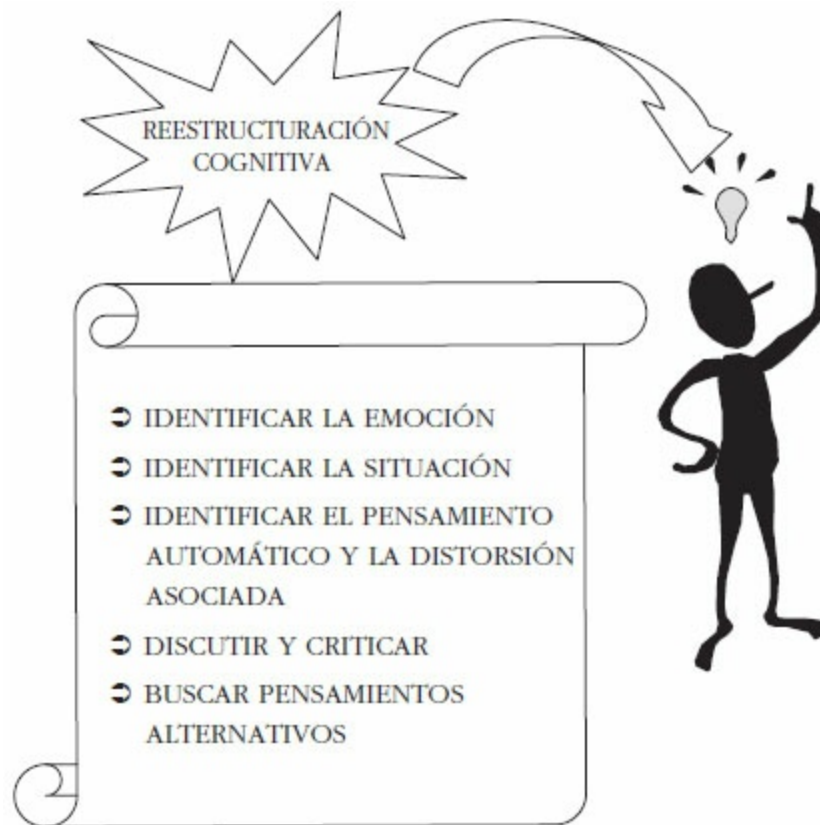 REESTRUCTURACIÓN
COGNITIVA
➲ IDENTIFICAR LA EMOCIÓN
➲ IDENTIFICAR LA SITUACIÓN
➲ IDENTIFICAR EL PENSAMIENTO
AUTOMÁTICO Y LA DISTORSIÓN
ASOCIADA
➲ DISCUTIR Y CRITICAR
➲ BUSCAR PENSAMIENTOS
ALTERNATIVOS